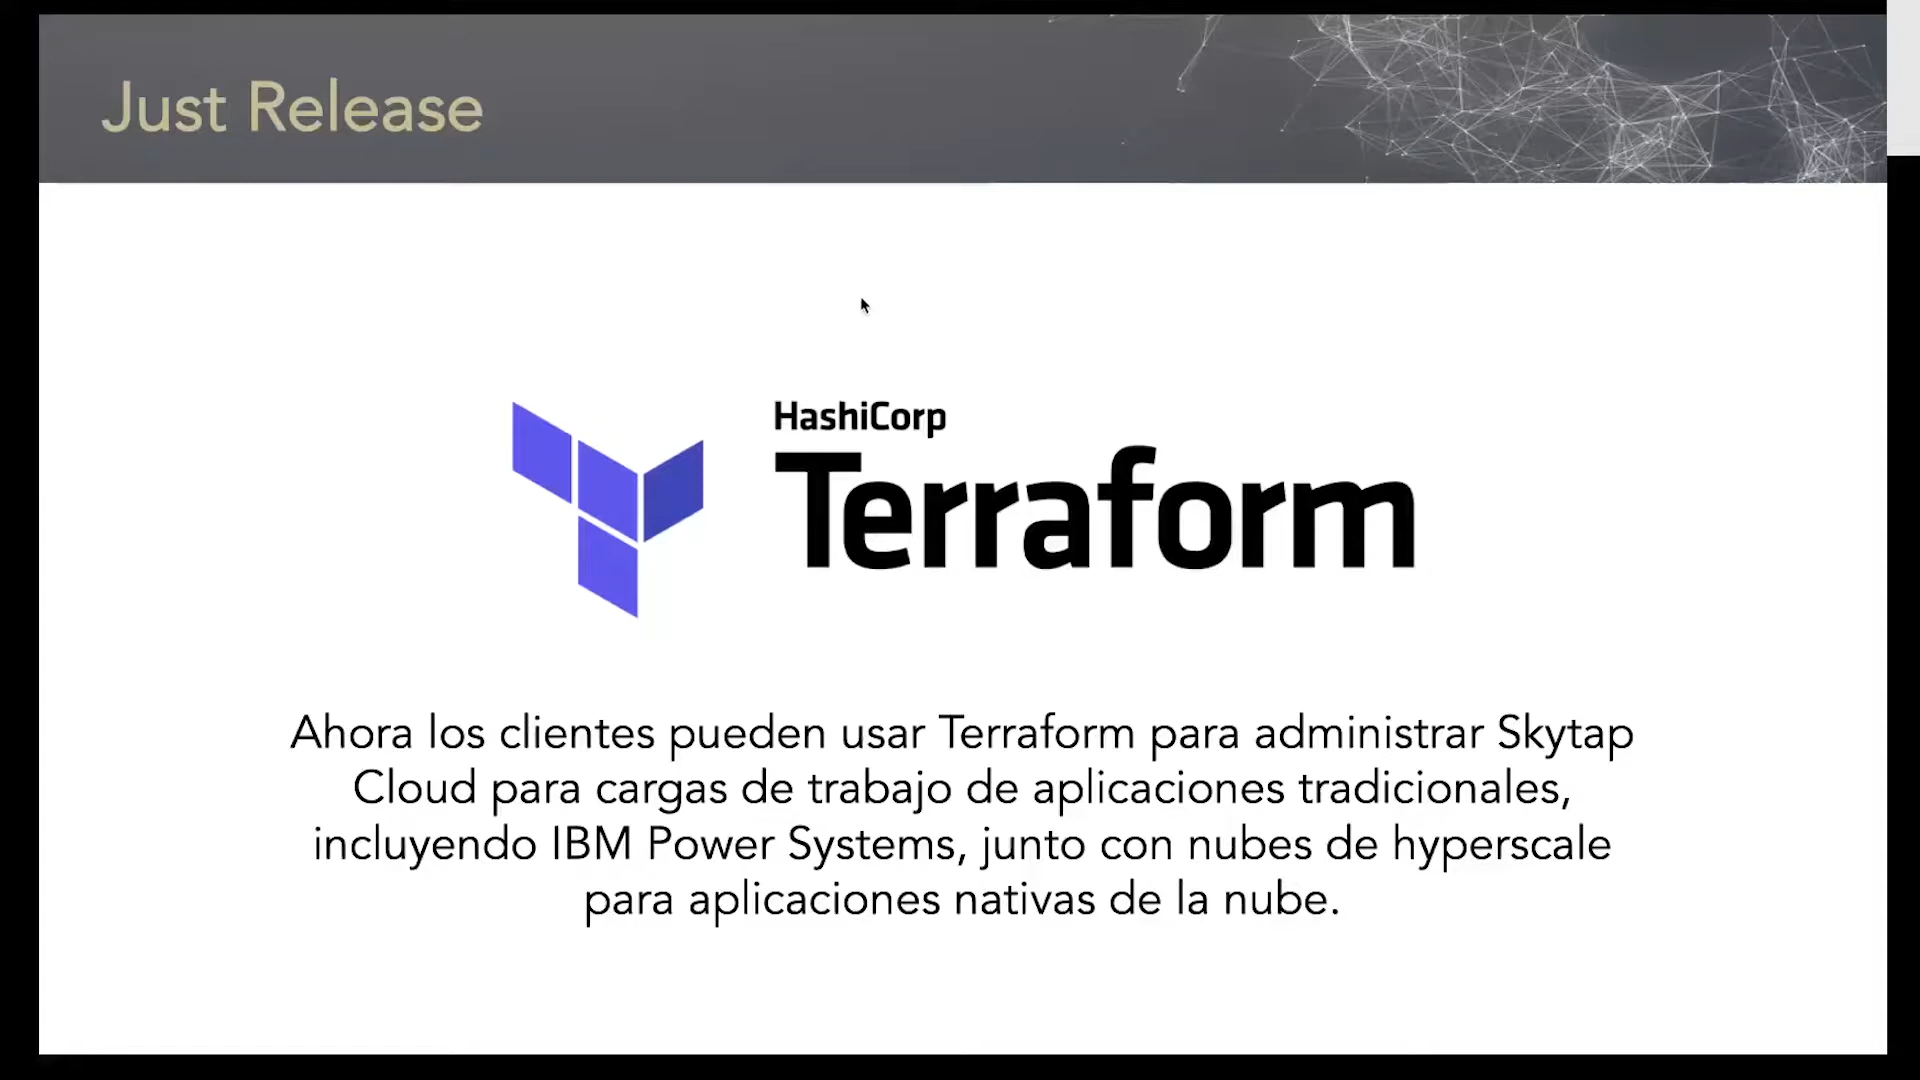 Just Release
HashiCorp
Terraform
Ahora los clientes pueden usar Terraform para administrar Skytap
Cloud para cargas de trabajo de aplicaciones tradicionales,
incluyendo IBM Power Systems, junto con nubes de hyperscale
para aplicaciones nativas de la nube.